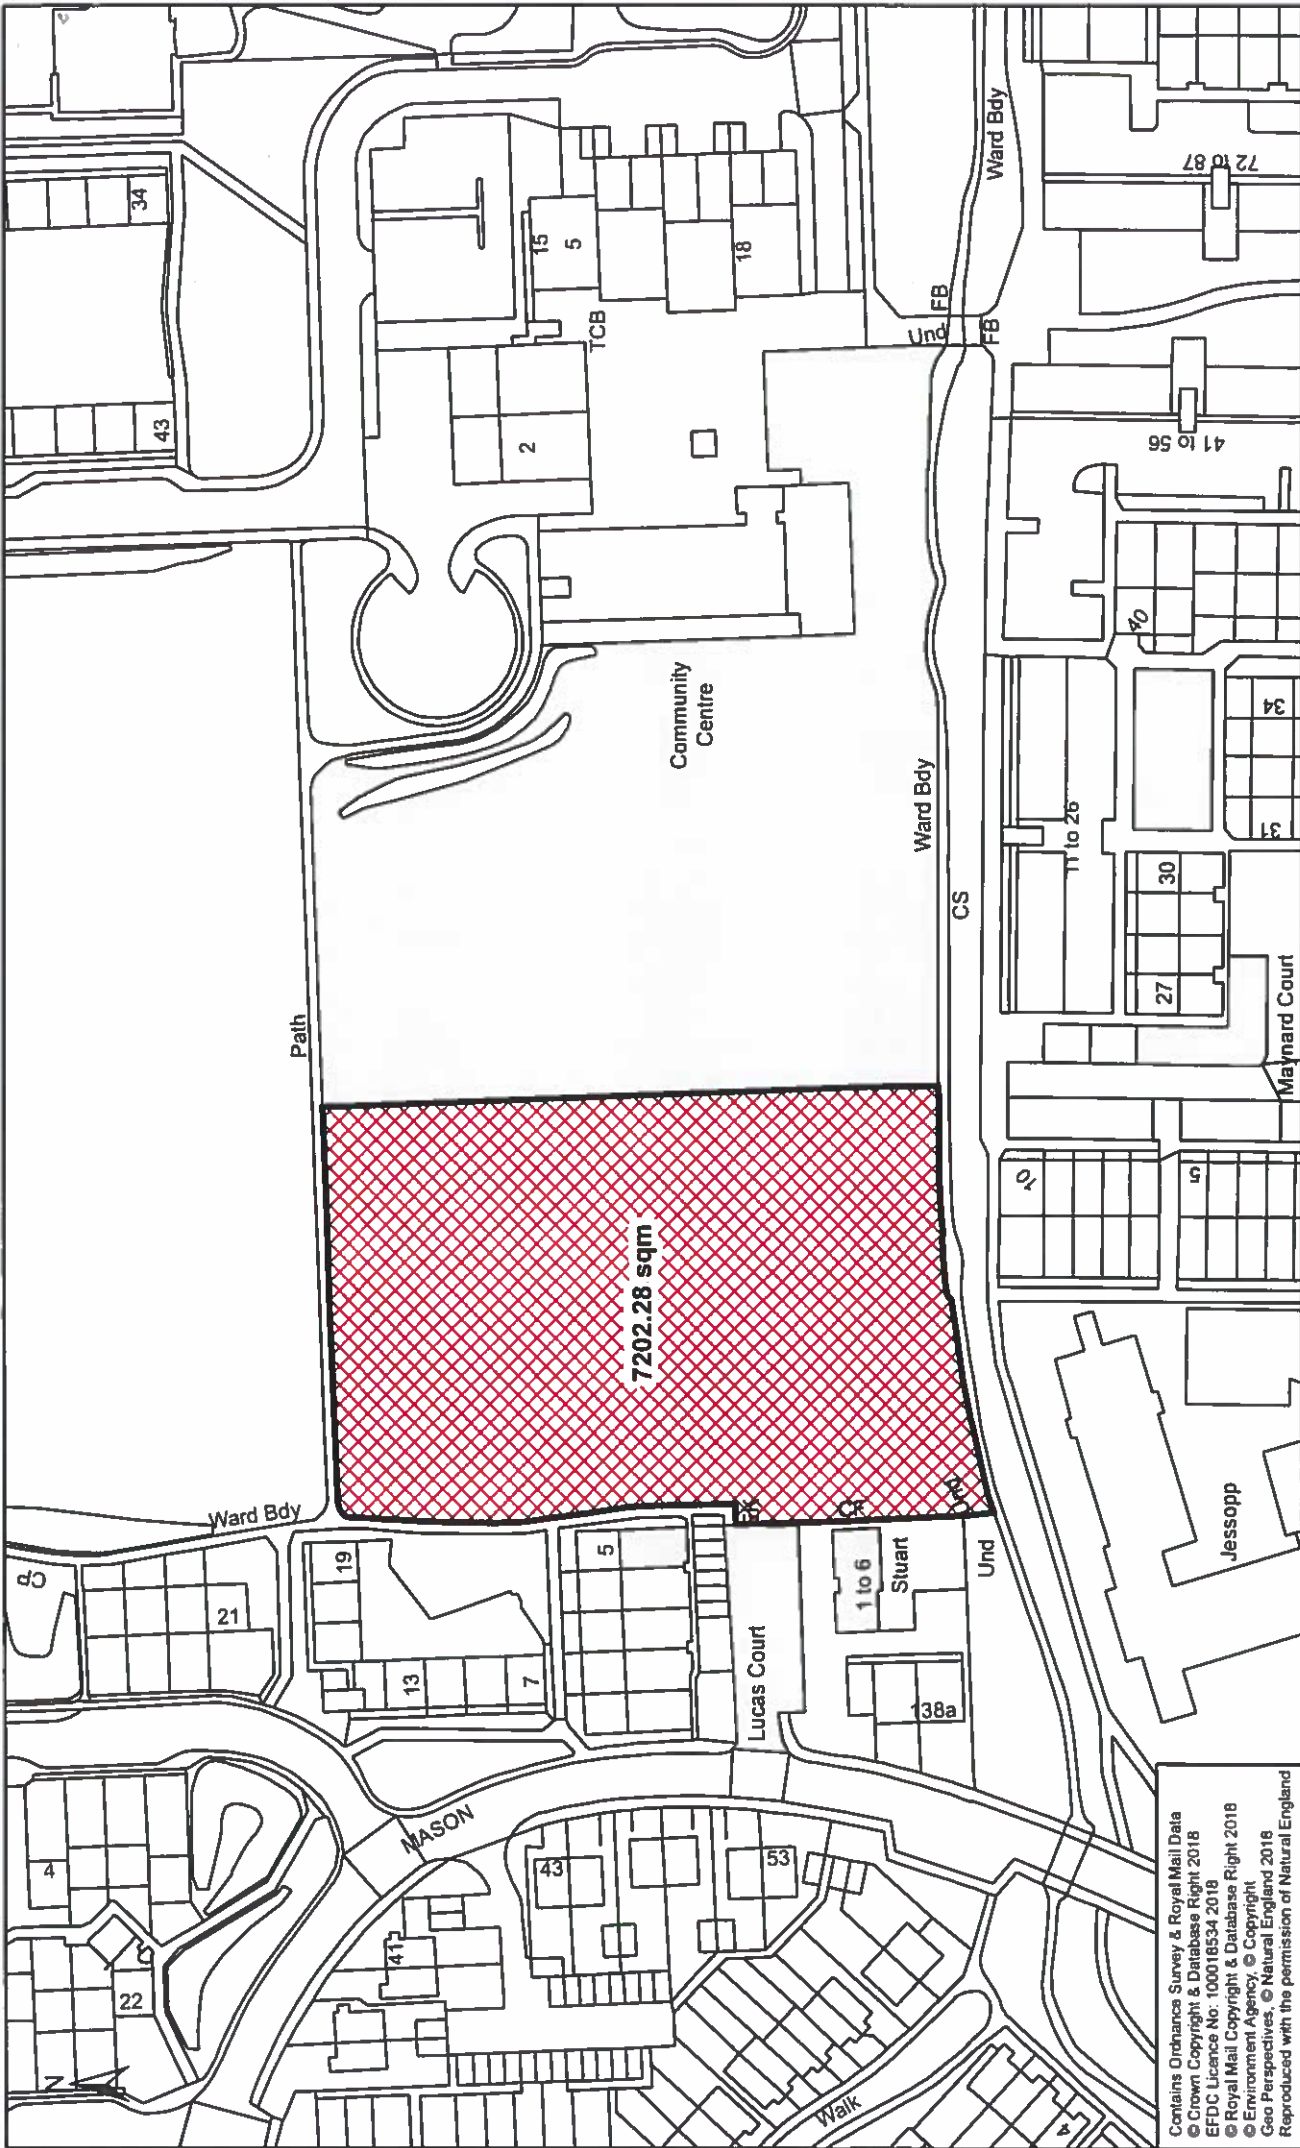 34
43
15
5
18
2
TCB
Und
FB
FB
Ward Bdy
72 to 87
41 to 56
Community
Centre
Path
Ward Bdy
CS
40
34
31
11 to 26
30
27
Maynard Court
70
5
7202.28 sqm
Ward Bdy
Cp
21
19
13
7
5
Lucas Court
CF
Und
1 to 6
Stuart
Und
138a
Jessopp
MASON
4
22
N
41
43
53
Walk
4
Contains Ordnance Survey & Royal Mail Data
© Crown Copyright & Database Right 2018
EFDC Licence No: 100018534 2018
© Royal Mail Copyright & Database Right 2018
© Environment Agency, © Copyright
Geo Perspectives, © Natural England 2018
Reproduced with the permission of Natural England